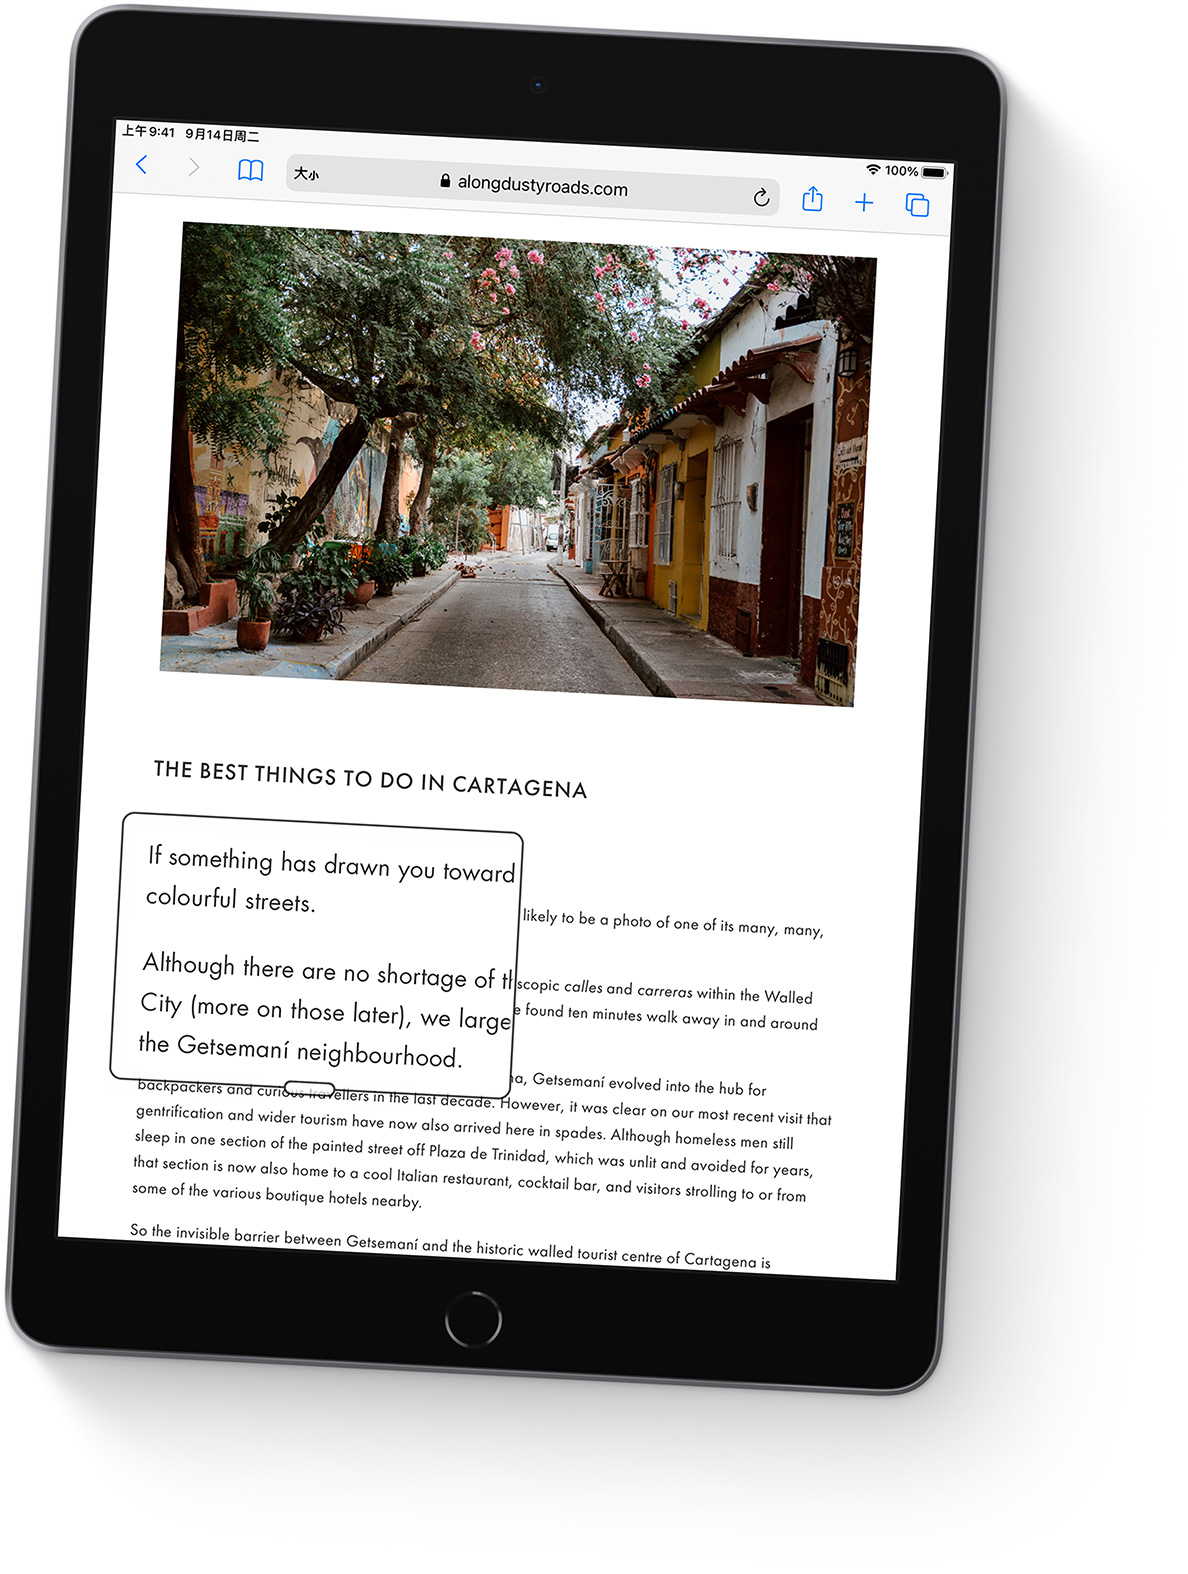 上午9:41 9月14日周二
100%
大小 alongdustyroads.com
THE BEST THINGS TO DO IN CARTAGENA
If something has drawn you toward
colourful streets.
likely to be a photo of one of its many, many,
Although there are no shortage of th
scopic calles and carreras within the Walled
City (more on those later), we large
e found ten minutes walk away in and around
the Getsemaní neighbourhood.
na, Getsemaní evolved into the hub for
backpackers and curious travellers in the last decade. However, it was clear on our most recent visit that
gentrification and wider tourism have now also arrived here in spades. Although homeless men still
sleep in one section of the painted street off Plaza de Trinidad, which was unlit and avoided for years,
that section is now also home to a cool Italian restaurant, cocktail bar, and visitors strolling to or from
some of the various boutique hotels nearby.
So the invisible barrier between Getsemaní and the historic walled tourist centre of Cartagena is